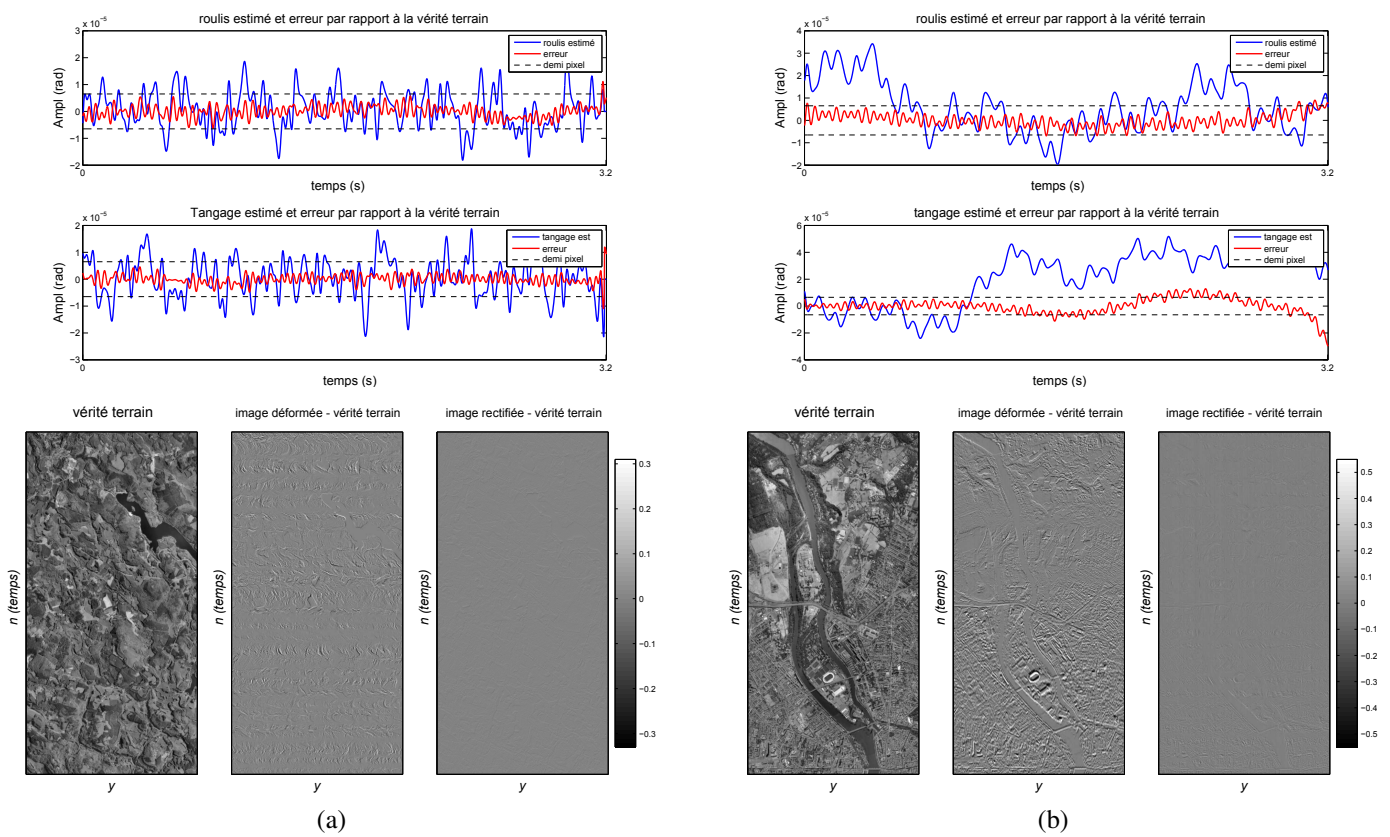 roulis estimé et erreur par rapport à la vérité terrain
x 10⁻⁵
3
2
1
0
−1
−2
Ampl (rad)
roulis estimé
erreur
demi pixel
0
3.2
temps (s)
Tangage estimé et erreur par rapport à la vérité terrain
x 10⁻⁵
2
1
0
−1
−2
−3
Ampl (rad)
tangage est
erreur
demi pixel
0
3.2
temps (s)
vérité terrain
image déformée - vérité terrain
image rectifiée - vérité terrain
n (temps)
n (temps)
n (temps)
0.3
0.2
0.1
0
−0.1
−0.2
−0.3
y
y
y
(a)
roulis estimé et erreur par rapport à la vérité terrain
x 10⁻⁵
4
3
2
1
0
−1
−2
Ampl (rad)
roulis estimé
erreur
demi pixel
0
3.2
temps (s)
tangage estimé et erreur par rapport à la vérité terrain
x 10⁻⁵
6
4
2
0
−2
−4
Ampl (rad)
tangage est
erreur
demi pixel
0
3.2
temps (s)
vérité terrain
image déformée - vérité terrain
image rectifiée - vérité terrain
n (temps)
n (temps)
n (temps)
0.5
0.4
0.3
0.2
0.1
0
−0.1
−0.2
−0.3
−0.4
−0.5
y
y
y
(b)